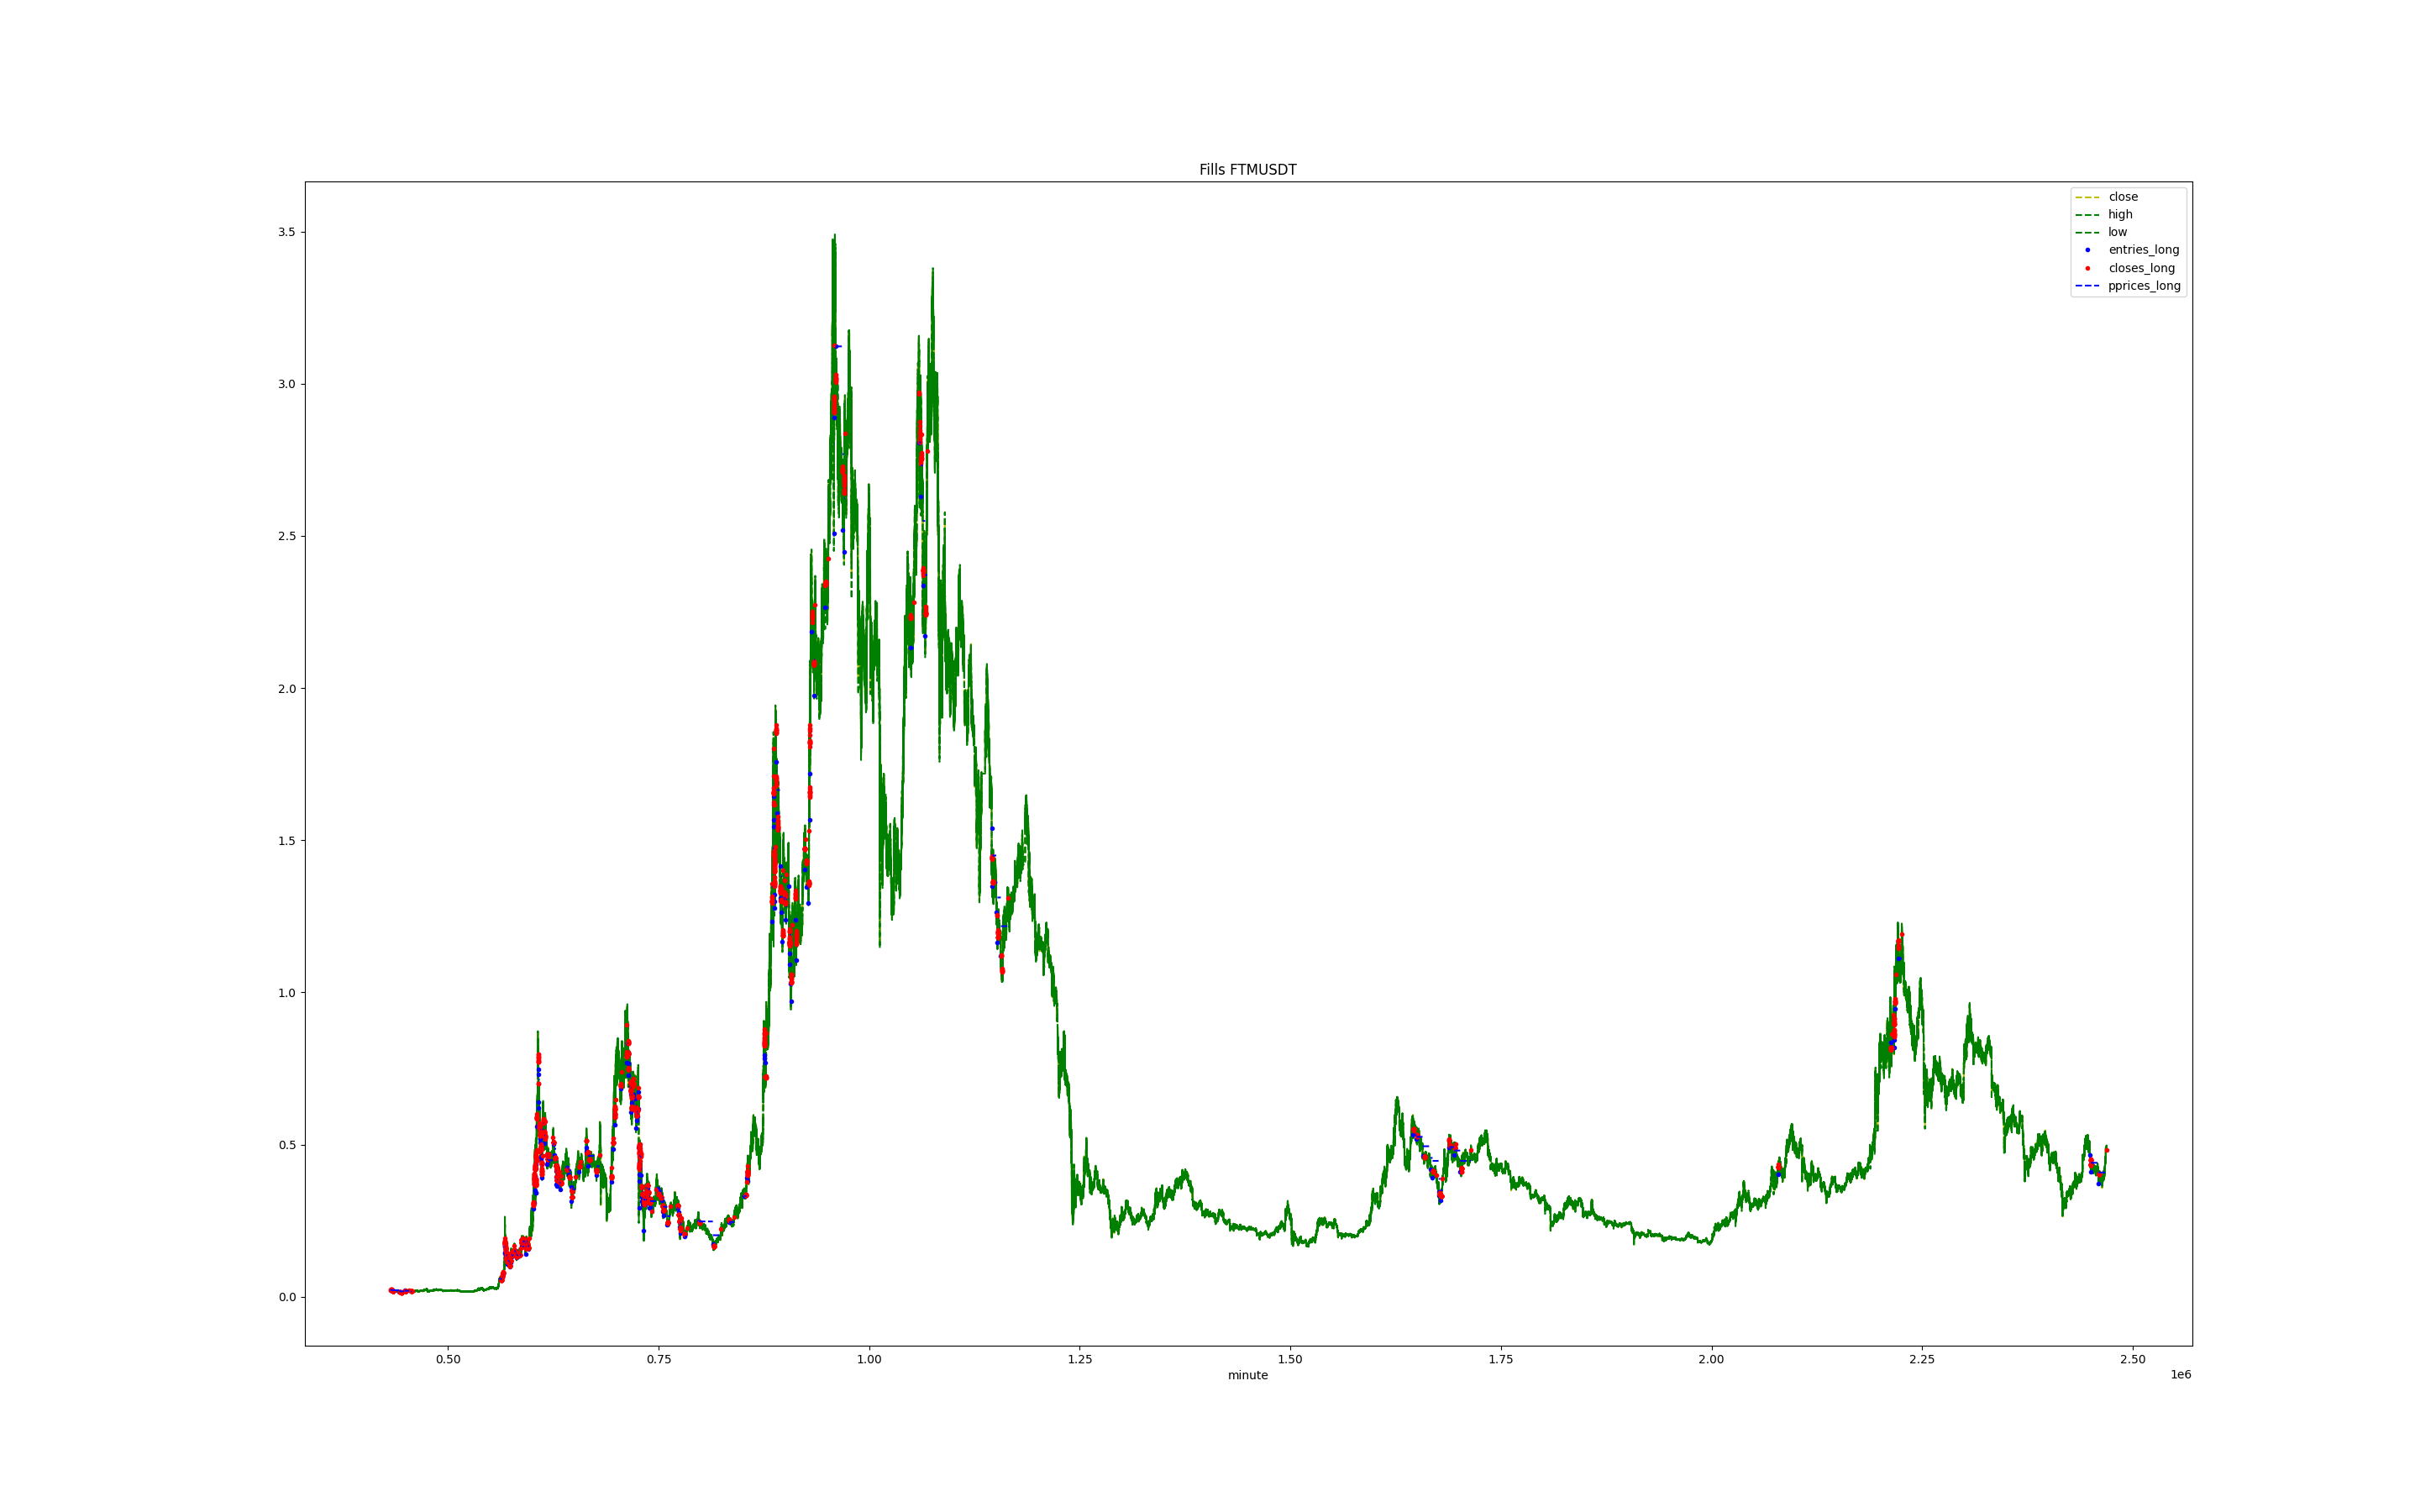 Fills FTMUSDT
close
high
low
entries_long
closes_long
pprices_long
3.5
3.0
2.5
2.0
1.5
1.0
0.5
0.0
0.50
0.75
1.00
1.25
1.50
1.75
2.00
2.25
2.50
minute
1e6